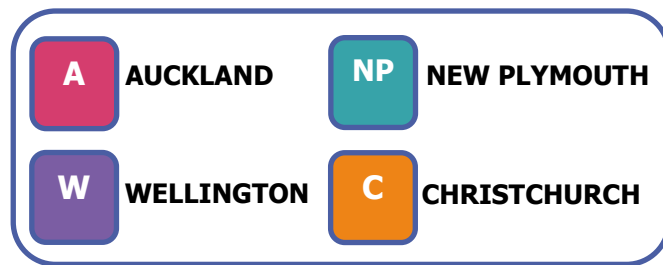 A AUCKLAND
NP NEW PLYMOUTH
W WELLINGTON
C CHRISTCHURCH